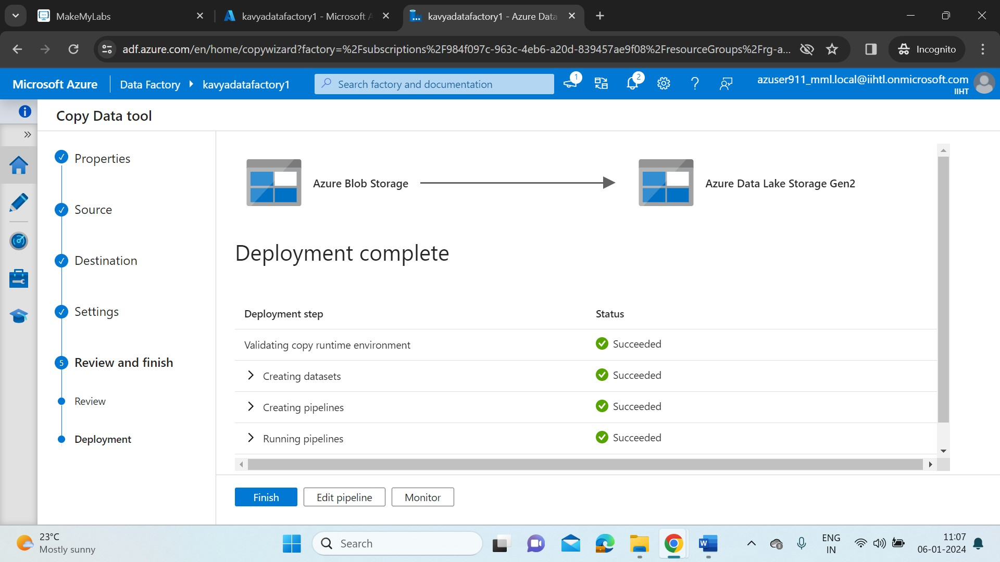 MakeMyLabs
kavyadatafactory1 - Microsoft A
kavyadatafactory1 - Azure Data
adf.azure.com/en/home/copywizard?factory=%2Fsubscriptions%2F984f097c-963c-4eb6-a20d-839457ae9f08%2FresourceGroups%2Frg-a...
Incognito
Microsoft Azure
Data Factory
kavyadatafactory1
Search factory and documentation
1
2
azuser911_mml.local@iihtl.onmicrosoft.com
IIHT
Copy Data tool
Properties
Source
Destination
Settings
5 Review and finish
Review
Deployment
Azure Blob Storage
Azure Data Lake Storage Gen2
Deployment complete
Deployment step Status
Validating copy runtime environment Succeeded
Creating datasets Succeeded
Creating pipelines Succeeded
Running pipelines Succeeded
Finish
Edit pipeline
Monitor
23°C
Mostly sunny
Search
ENG
IN
11:07
06-01-2024